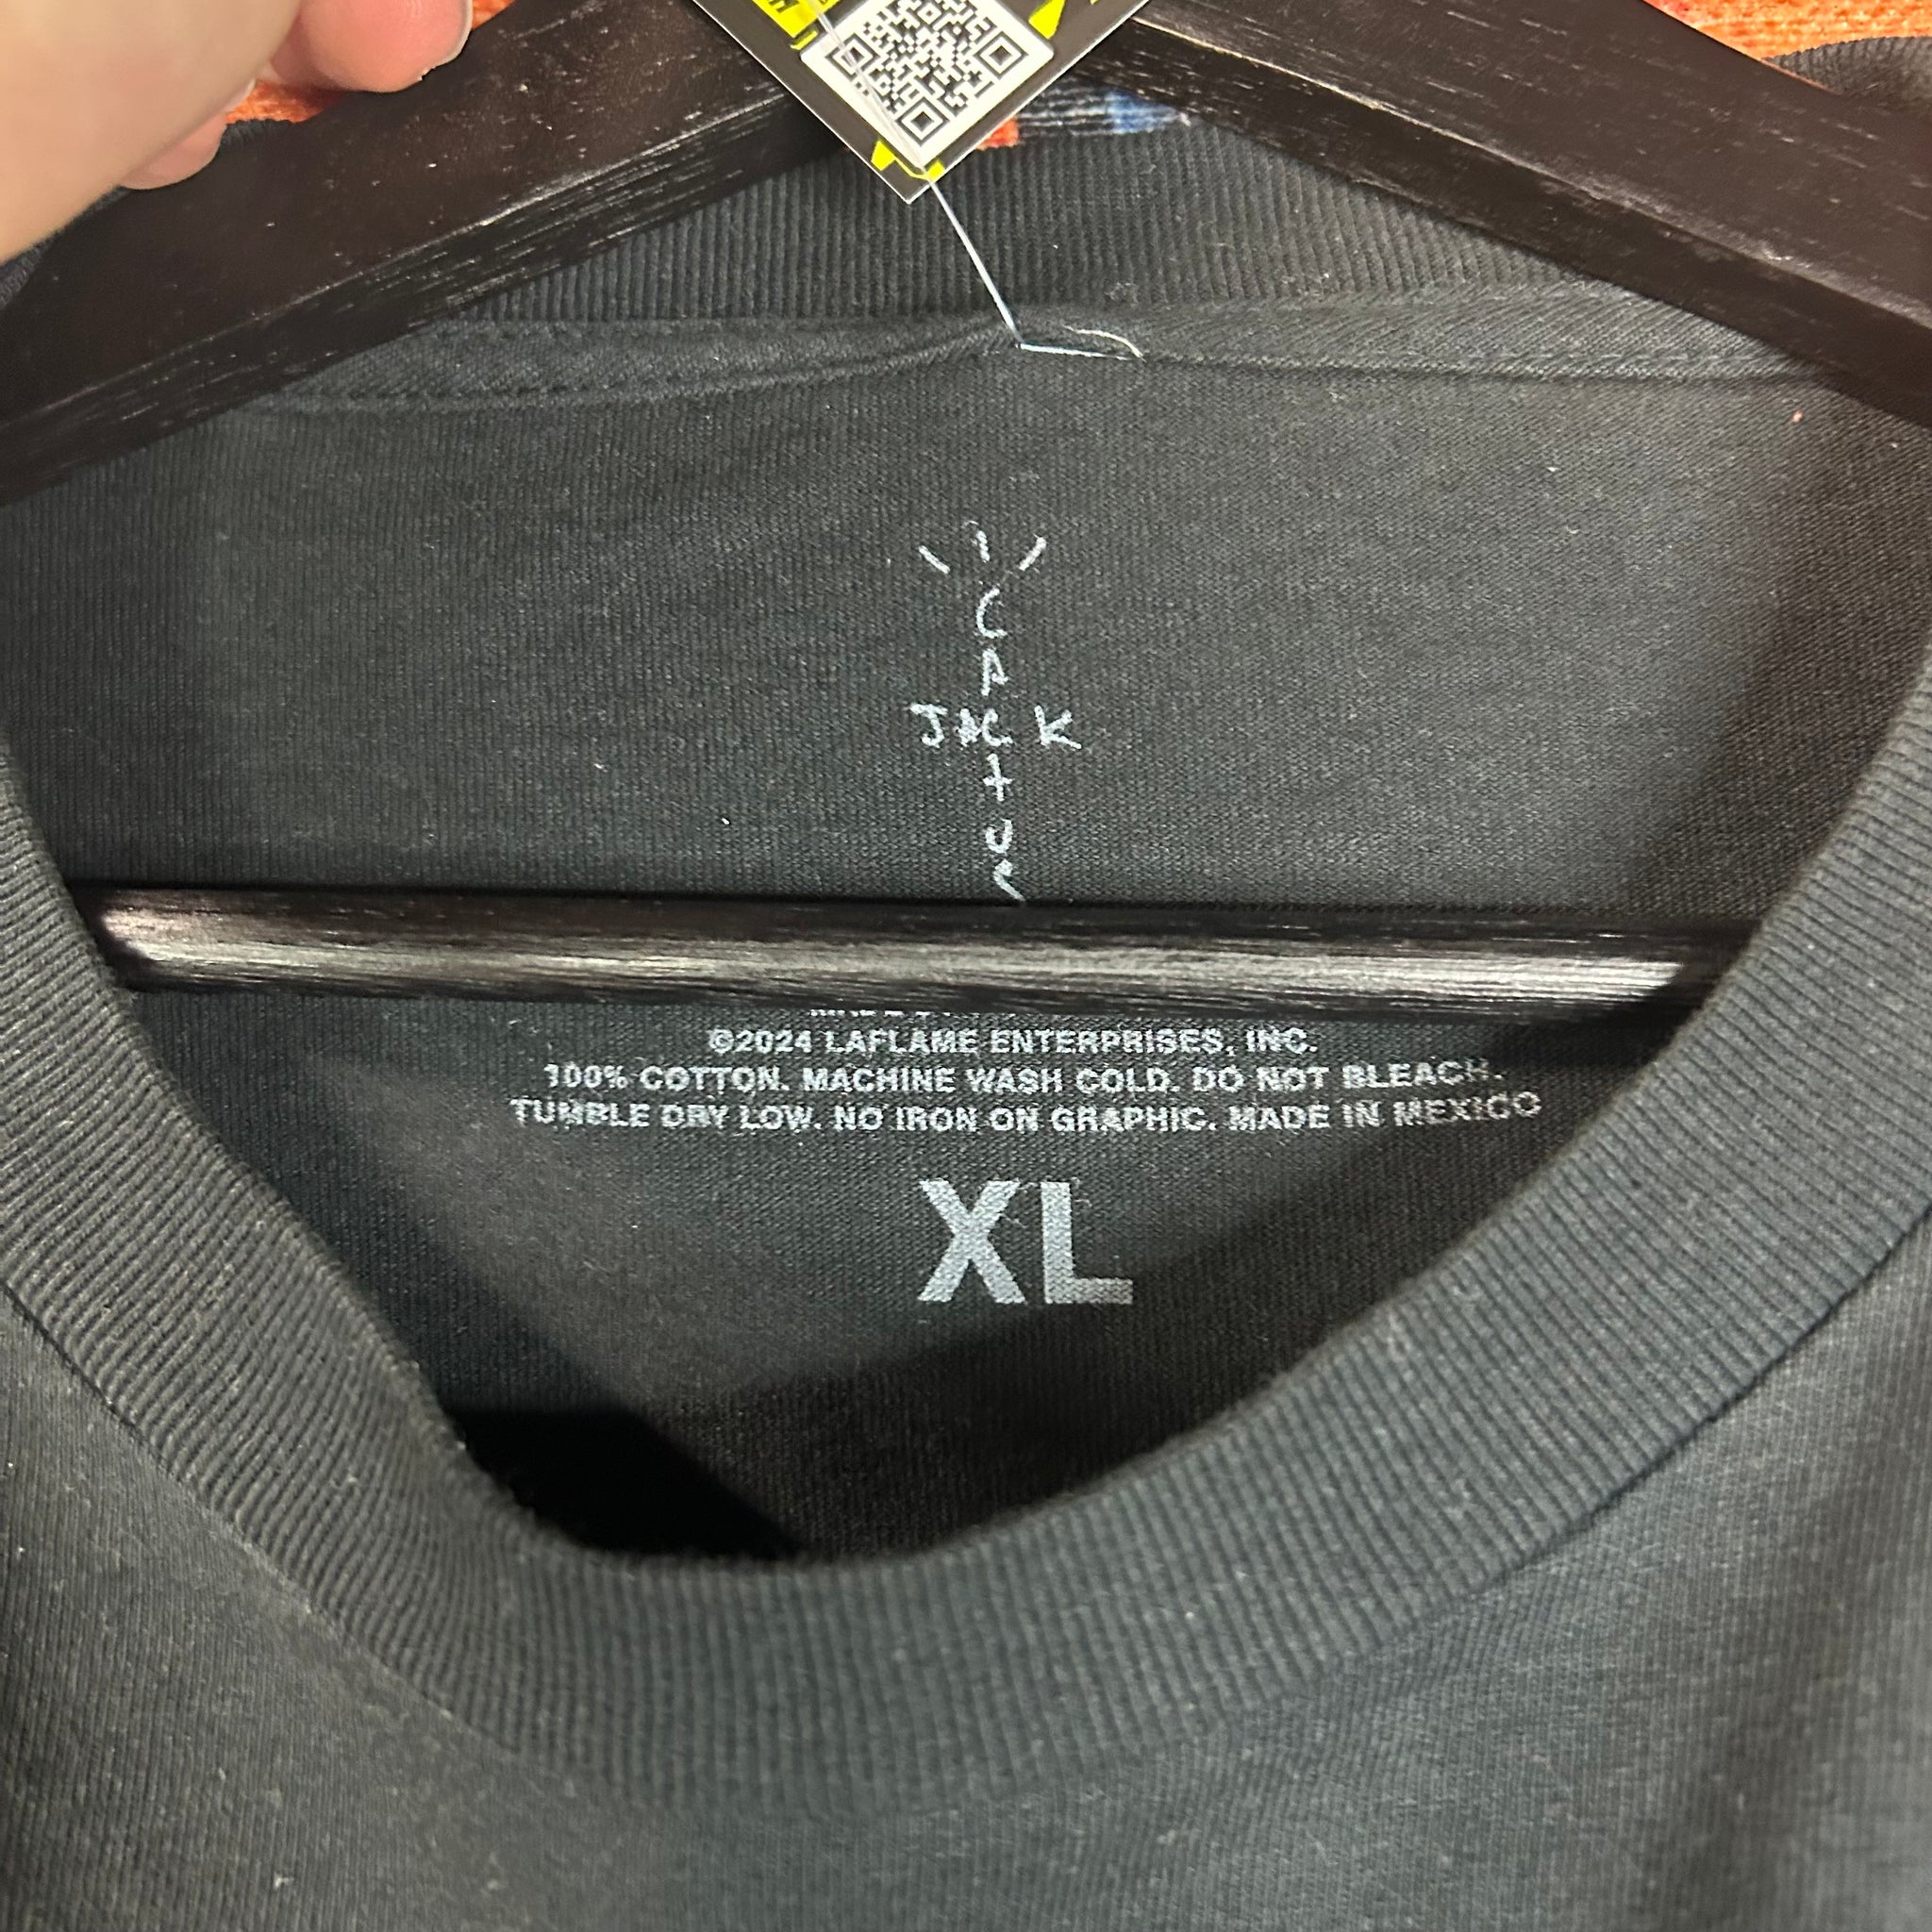 CACTUS
JACK
©2024 LAFLAME ENTERPRISES, INC.
100% COTTON. MACHINE WASH COLD. DO NOT BLEACH.
TUMBLE DRY LOW. NO IRON ON GRAPHIC. MADE IN MEXICO
XL